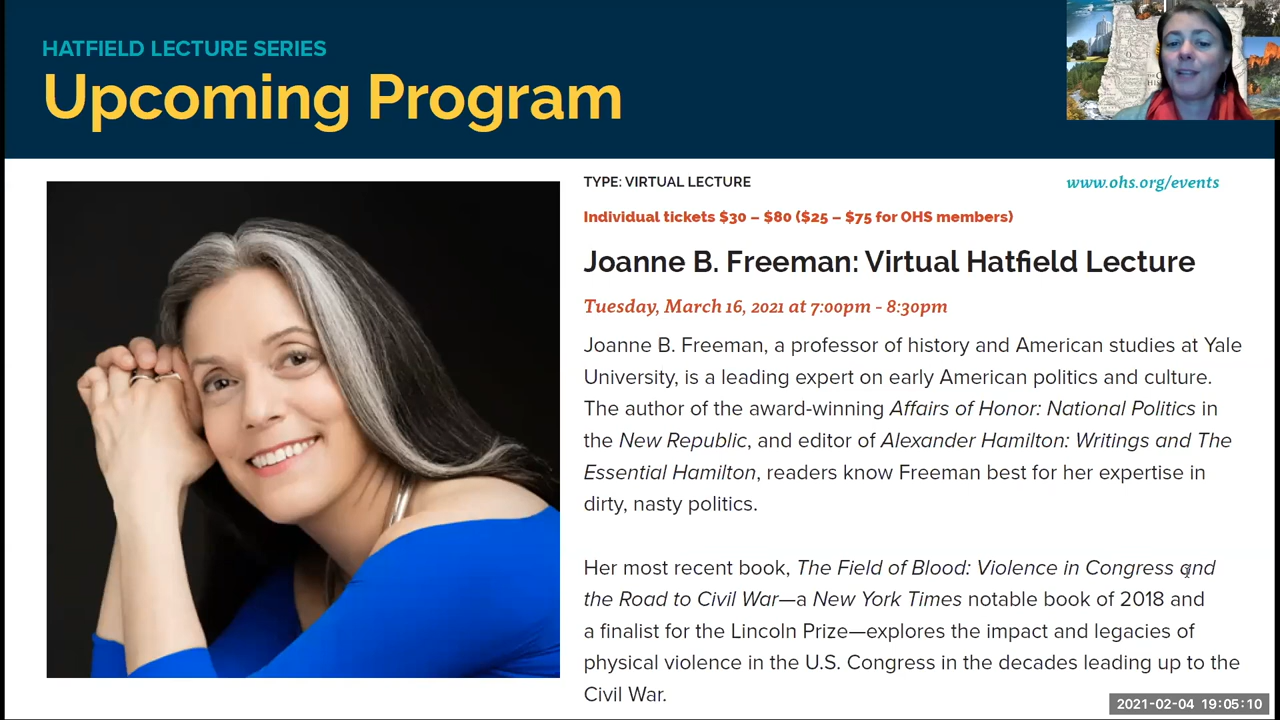 HATFIELD LECTURE SERIES
Upcoming Program
TYPE: VIRTUAL LECTURE
www.ohs.org/events
Individual tickets $30 – $80 ($25 – $75 for OHS members)
Joanne B. Freeman: Virtual Hatfield Lecture
Tuesday, March 16, 2021 at 7:00pm - 8:30pm
Joanne B. Freeman, a professor of history and American studies at Yale
University, is a leading expert on early American politics and culture.
The author of the award-winning Affairs of Honor: National Politics in
the New Republic, and editor of Alexander Hamilton: Writings and The
Essential Hamilton, readers know Freeman best for her expertise in
dirty, nasty politics.
Her most recent book, The Field of Blood: Violence in Congress and
the Road to Civil War—a New York Times notable book of 2018 and
a finalist for the Lincoln Prize—explores the impact and legacies of
physical violence in the U.S. Congress in the decades leading up to the
Civil War.
2021-02-04 19:05:10